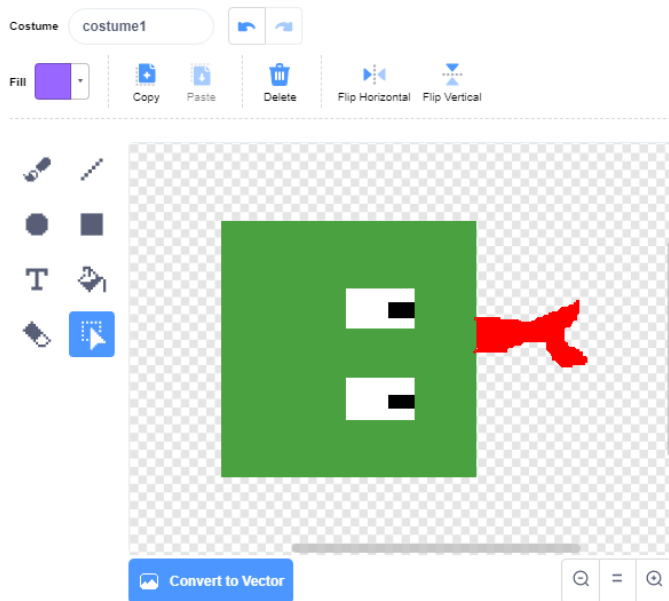 Costume costume1
Fill
Copy Paste Delete Flip Horizontal Flip Vertical
T
Convert to Vector